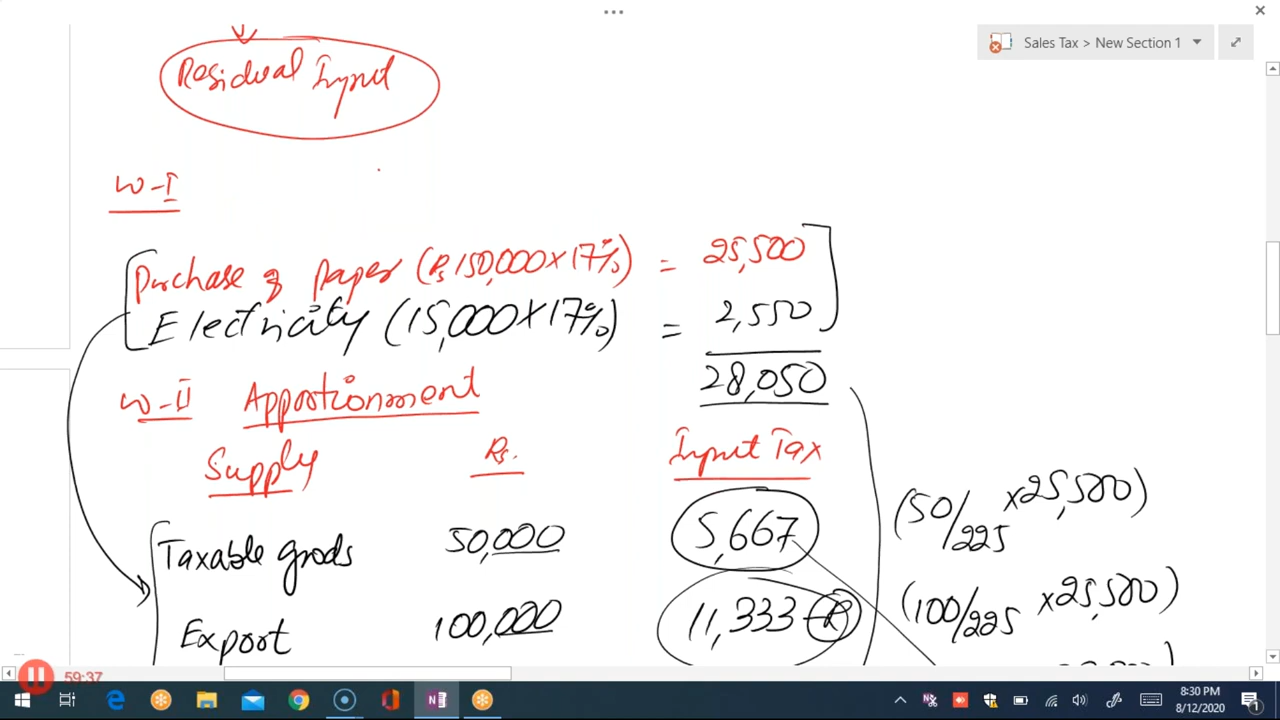 Sales Tax > New Section 1
Residual Input
W-I
Purchase of paper (Rs 150,000 x 17%) = 25,500
Electricity (15,000 x 17%) = 2,550
28,050
W-II Apportionment
Supply Rs. Input Tax
Taxable goods 50,000 5,667 (50/225 x 25,500)
Export 100,000 11,333 R (100/225 x 25,500)
59:37
8:30 PM
8/12/2020